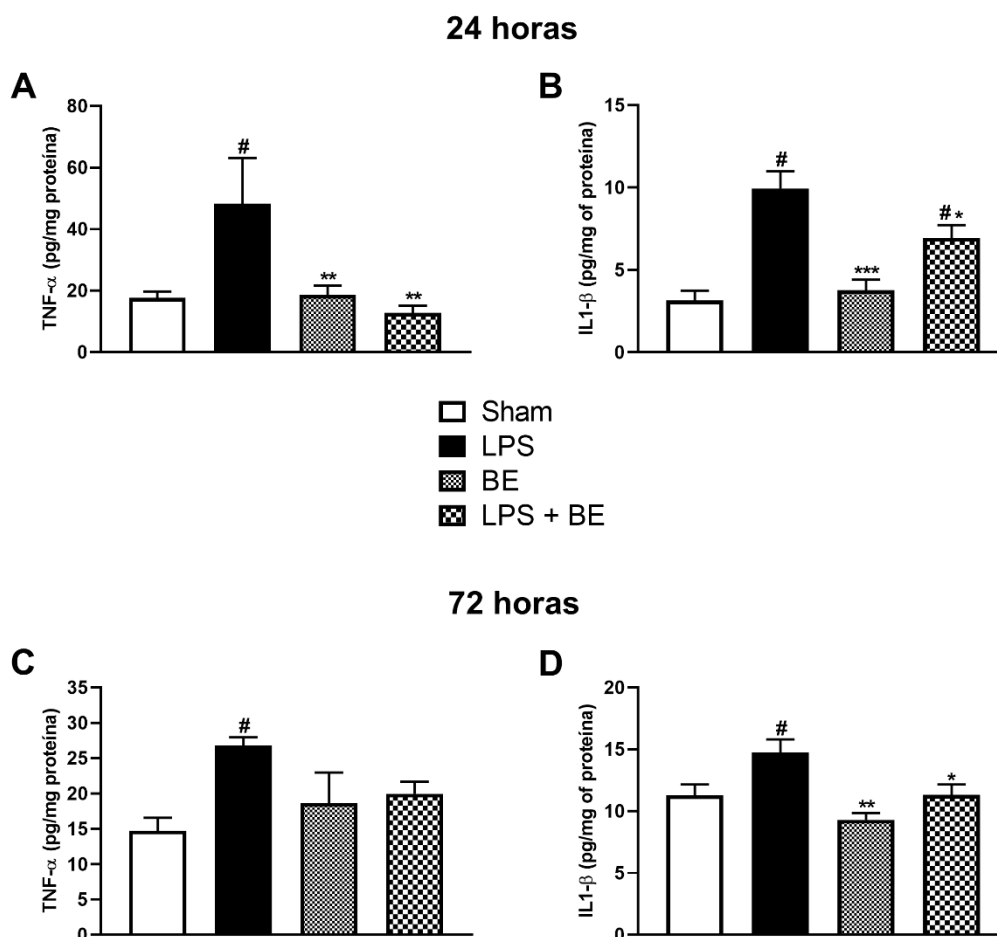 24 horas
A
TNF-α (pg/mg proteína)
80
60
40
20
0
#
**
**
B
IL1-β (pg/mg of proteína)
15
10
5
0
#
***
#*
Sham
LPS
BE
LPS + BE
72 horas
C
TNF-α (pg/mg proteína)
35
30
25
20
15
10
5
0
#
D
IL1-β (pg/mg of proteína)
20
15
10
5
0
#
**
*